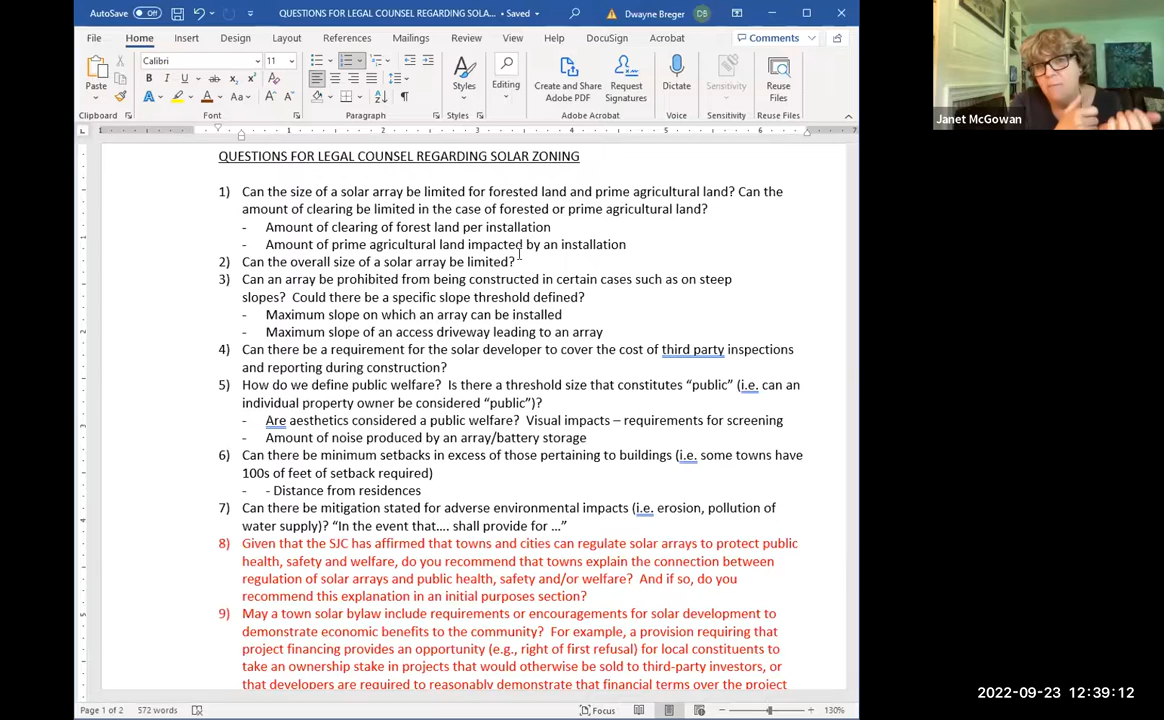 AutoSave Off QUESTIONS FOR LEGAL COUNSEL REGARDING SOLA... • Saved Dwayne Breger DB
File Home Insert Design Layout References Mailings Review View Help DocuSign Acrobat Comments
Calibri 11
Paste B I U ab x₂ x² Styles Editing Create and Share Adobe PDF Request Signatures Dictate Sensitivity Reuse Files
Clipboard Font Paragraph Styles Adobe Acrobat Voice Sensitivity Reuse Files
QUESTIONS FOR LEGAL COUNSEL REGARDING SOLAR ZONING
1) Can the size of a solar array be limited for forested land and prime agricultural land? Can the
amount of clearing be limited in the case of forested or prime agricultural land?
- Amount of clearing of forest land per installation
- Amount of prime agricultural land impacted by an installation
2) Can the overall size of a solar array be limited?
3) Can an array be prohibited from being constructed in certain cases such as on steep
slopes? Could there be a specific slope threshold defined?
- Maximum slope on which an array can be installed
- Maximum slope of an access driveway leading to an array
4) Can there be a requirement for the solar developer to cover the cost of third party inspections
and reporting during construction?
5) How do we define public welfare? Is there a threshold size that constitutes “public” (i.e. can an
individual property owner be considered “public”)?
- Are aesthetics considered a public welfare? Visual impacts – requirements for screening
- Amount of noise produced by an array/battery storage
6) Can there be minimum setbacks in excess of those pertaining to buildings (i.e. some towns have
100s of feet of setback required)
- - Distance from residences
7) Can there be mitigation stated for adverse environmental impacts (i.e. erosion, pollution of
water supply)? “In the event that.... shall provide for ...”
8) Given that the SJC has affirmed that towns and cities can regulate solar arrays to protect public
health, safety and welfare, do you recommend that towns explain the connection between
regulation of solar arrays and public health, safety and/or welfare? And if so, do you
recommend this explanation in an initial purposes section?
9) May a town solar bylaw include requirements or encouragements for solar development to
demonstrate economic benefits to the community? For example, a provision requiring that
project financing provides an opportunity (e.g., right of first refusal) for local constituents to
take an ownership stake in projects that would otherwise be sold to third-party investors, or
that developers are required to reasonably demonstrate that financial terms over the project
Page 1 of 2 572 words Focus 130%
Janet McGowan
2022-09-23 12:39:12